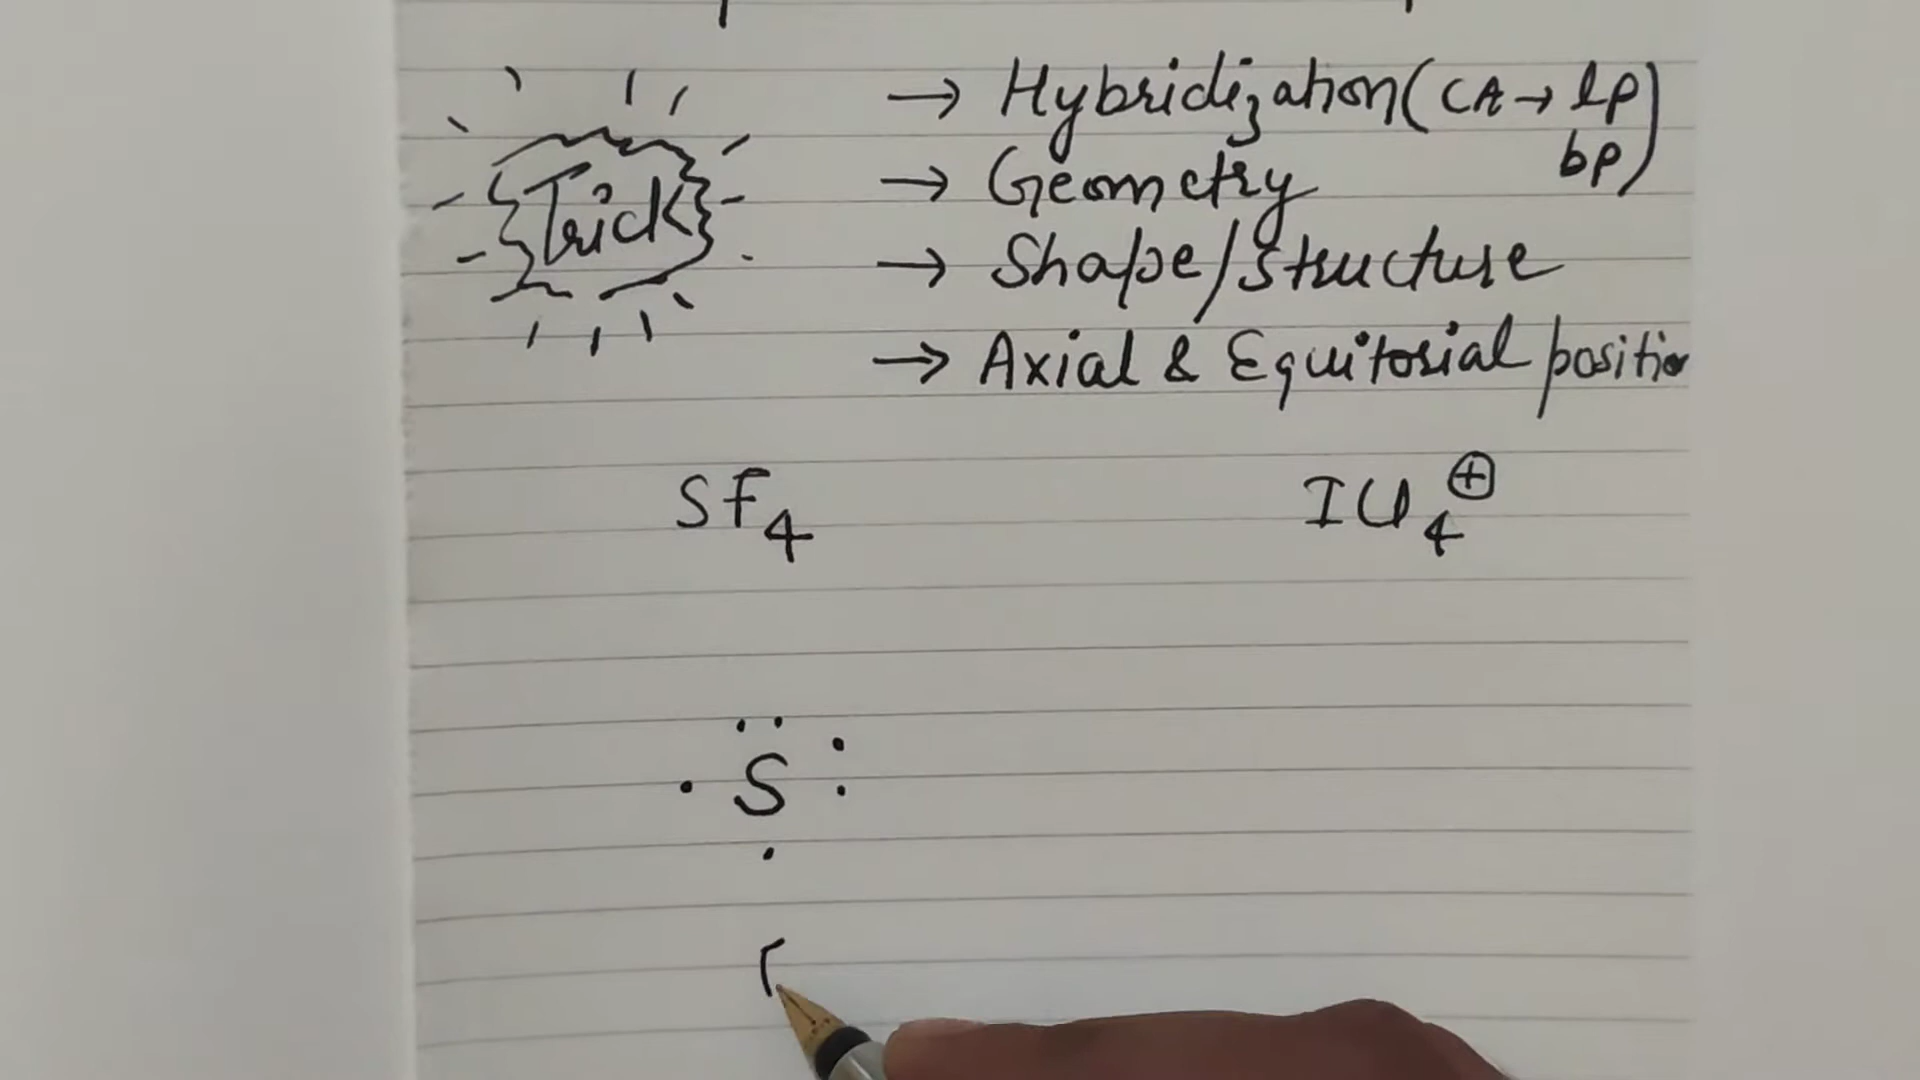 Trick
→ Hybridization (CA → lp
bp)
→ Geometry
→ Shape/Structure
→ Axial & Equitorial position
SF4
ICl4⊕
S